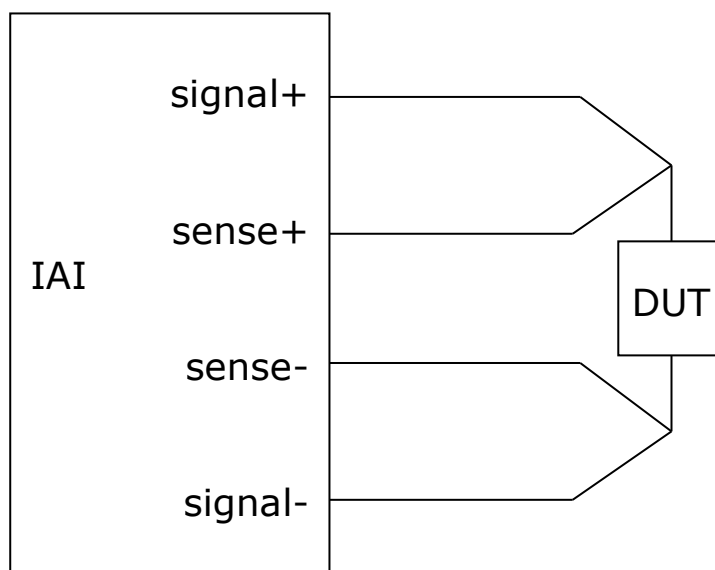 signal+
sense+
IAI
DUT
sense-
signal-